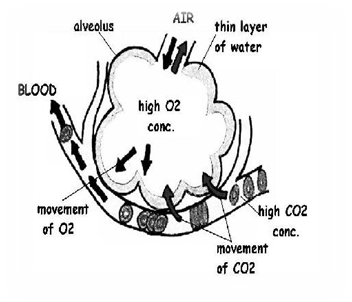 AIR
alveolus
thin layer
of water
BLOOD
high O2
conc.
movement
of O2
high CO2
conc.
movement
of CO2